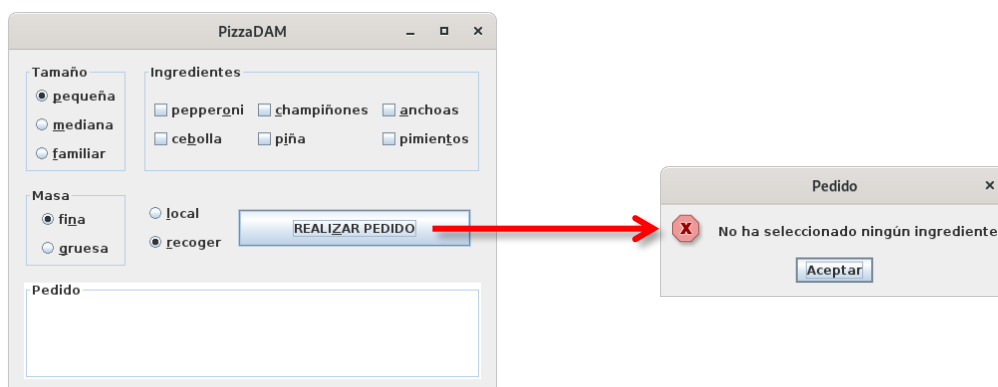 PizzaDAM
Tamaño
pequeña
mediana
familiar
Ingredientes
pepperoni champiñones anchoas
cebolla piña pimientos
Masa
fina
gruesa
local
recoger
REALIZAR PEDIDO
Pedido
Pedido
X
No ha seleccionado ningún ingrediente
Aceptar